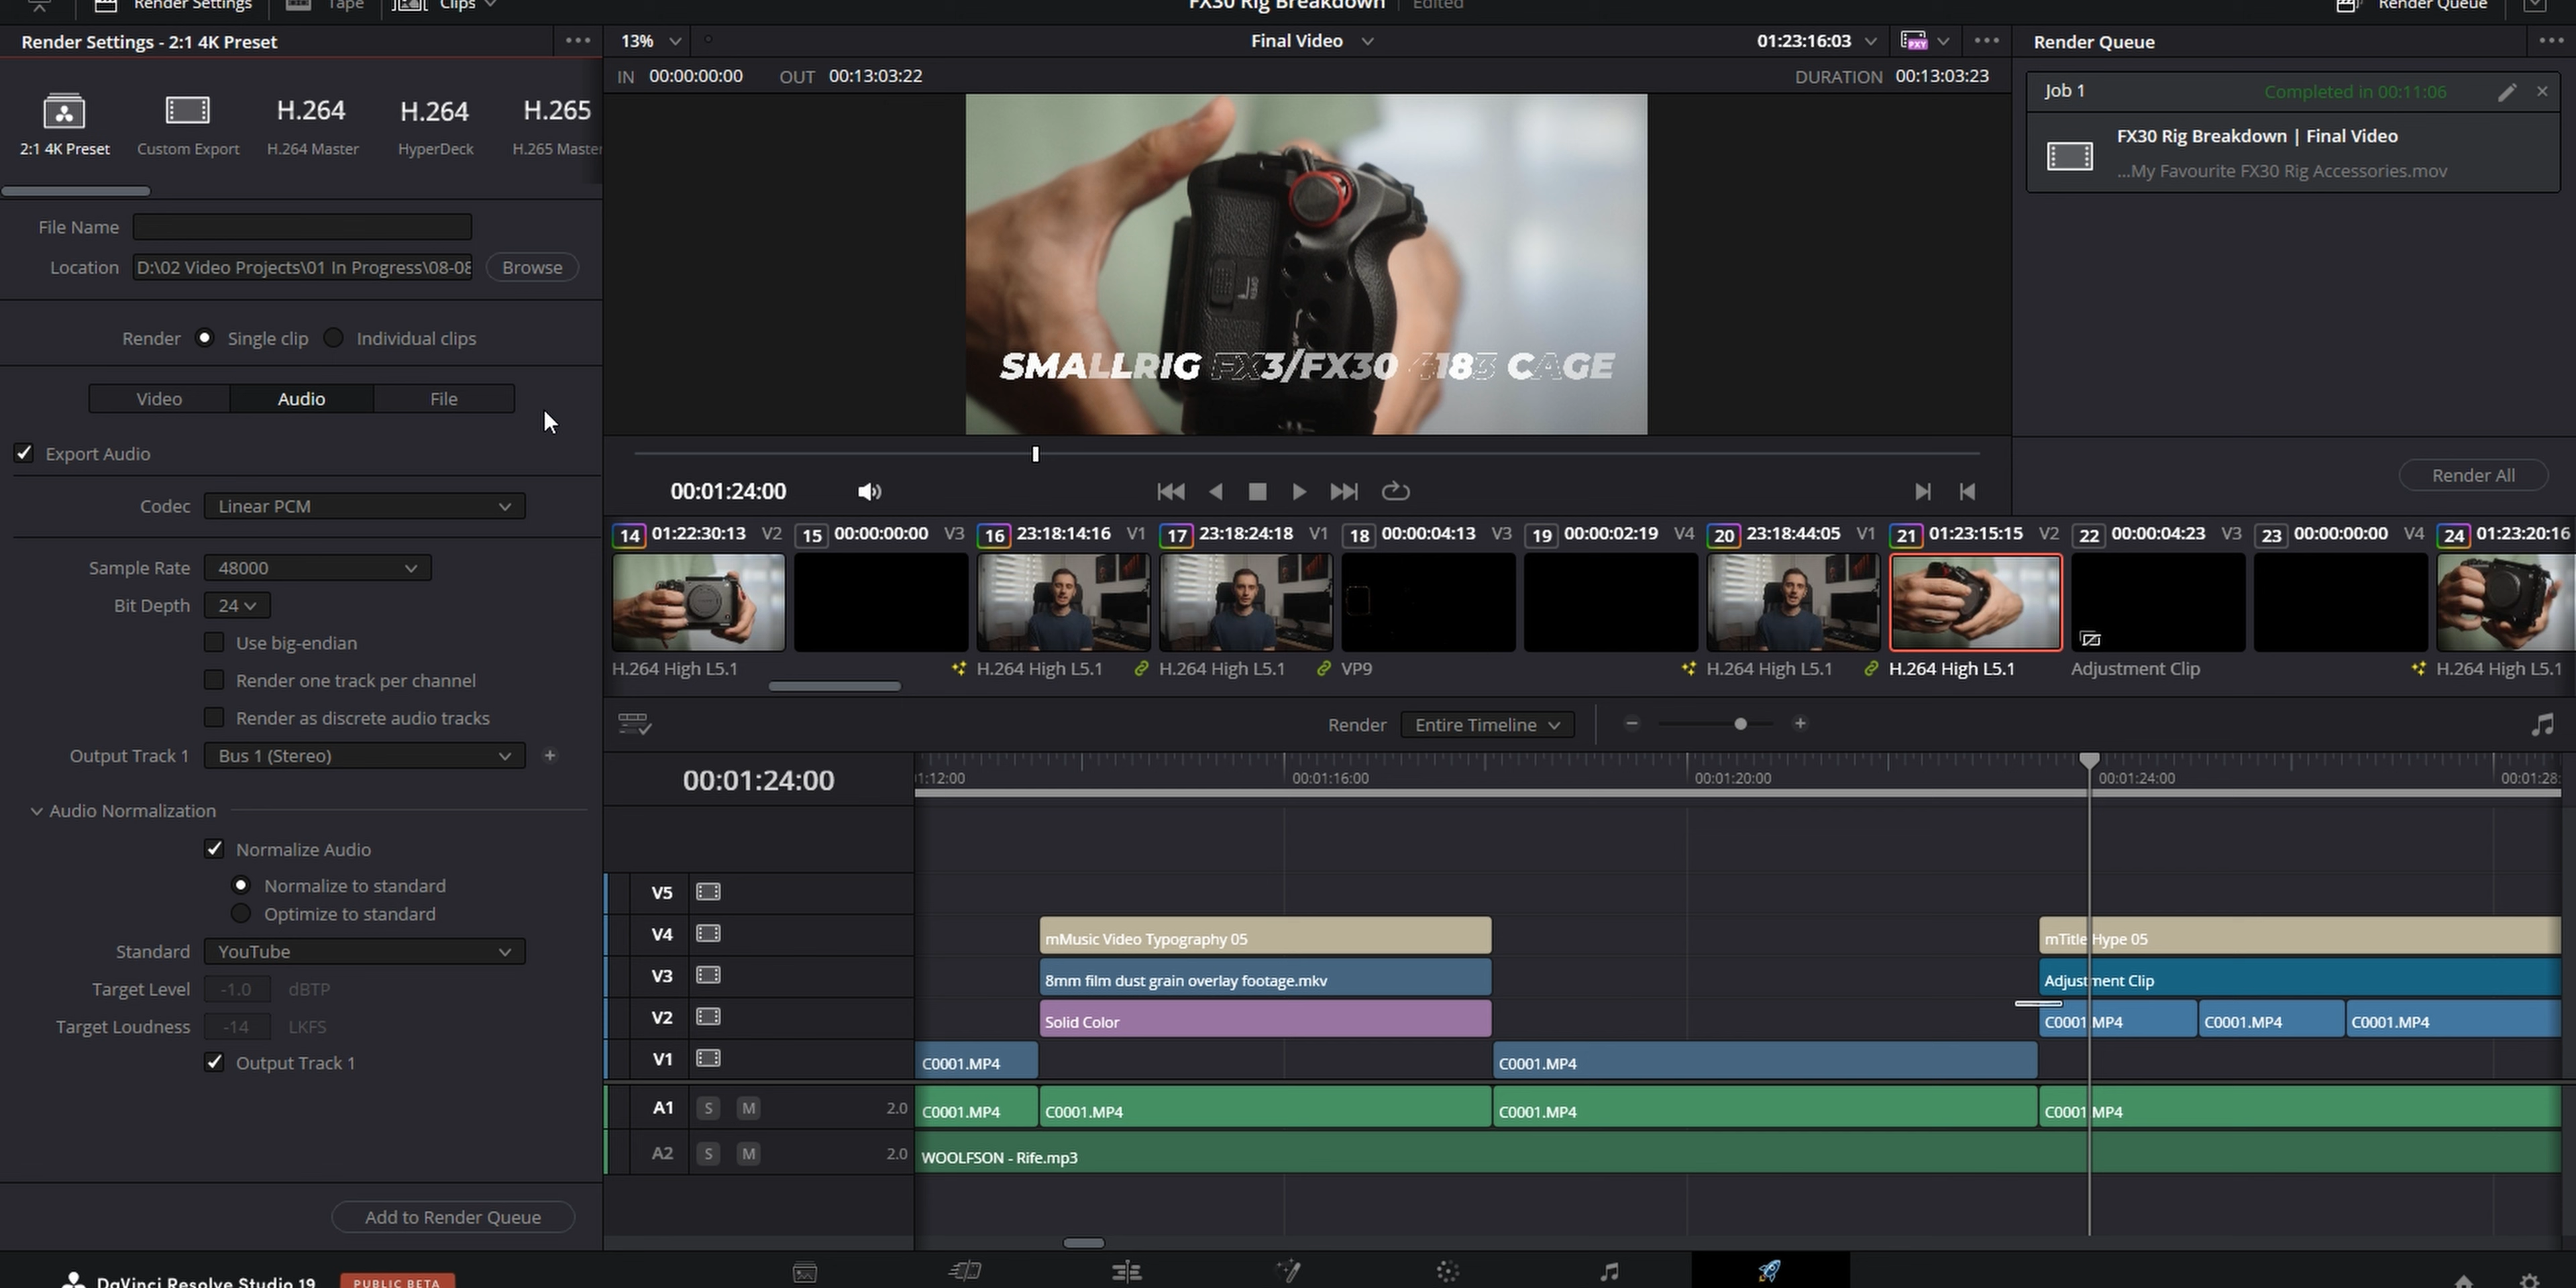 Render Settings
Tape
Clips
FX30 Rig Breakdown
Edited
Render Queue
Render Settings - 2:1 4K Preset
13%
Final Video
01:23:16:03
PXY
Render Queue
IN 00:00:00:00
OUT 00:13:03:22
DURATION 00:13:03:23
H.264
H.264
H.265
2:1 4K Preset
Custom Export
H.264 Master
HyperDeck
H.265 Master
Job 1
Completed in 00:11:06
FX30 Rig Breakdown | Final Video
...My Favourite FX30 Rig Accessories.mov
File Name
Location
D:\02 Video Projects\01 In Progress\08-08
Browse
Render
Single clip
Individual clips
SMALLRIG FX3/FX30 4183 CAGE
Video
Audio
File
Export Audio
Render All
00:01:24:00
Codec
Linear PCM
14 01:22:30:13 V2
15 00:00:00:00 V3
16 23:18:14:16 V1
17 23:18:24:18 V1
18 00:00:04:13 V3
19 00:00:02:19 V4
20 23:18:44:05 V1
21 01:23:15:15 V2
22 00:00:04:23 V3
23 00:00:00:00 V4
24 01:23:20:16
H.264 High L5.1
H.264 High L5.1
H.264 High L5.1
VP9
H.264 High L5.1
H.264 High L5.1
Adjustment Clip
H.264 High L5.1
Sample Rate
48000
Bit Depth
24
Use big-endian
Render one track per channel
Render as discrete audio tracks
Output Track 1
Bus 1 (Stereo)
Render
Entire Timeline
00:01:24:00
1:12:00
00:01:16:00
00:01:20:00
00:01:24:00
00:01:28:
Audio Normalization
Normalize Audio
Normalize to standard
Optimize to standard
Standard
YouTube
Target Level
-1.0
dBTP
Target Loudness
-14
LKFS
Output Track 1
V5
V4
mMusic Video Typography 05
mTitle Hype 05
V3
8mm film dust grain overlay footage.mkv
Adjustment Clip
V2
Solid Color
C0001.MP4
C0001.MP4
C0001.MP4
V1
C0001.MP4
C0001.MP4
A1
S
M
2.0
C0001.MP4
C0001.MP4
C0001.MP4
C0001.MP4
A2
S
M
2.0
WOOLFSON - Rife.mp3
Add to Render Queue
DaVinci Resolve Studio 19
PUBLIC BETA